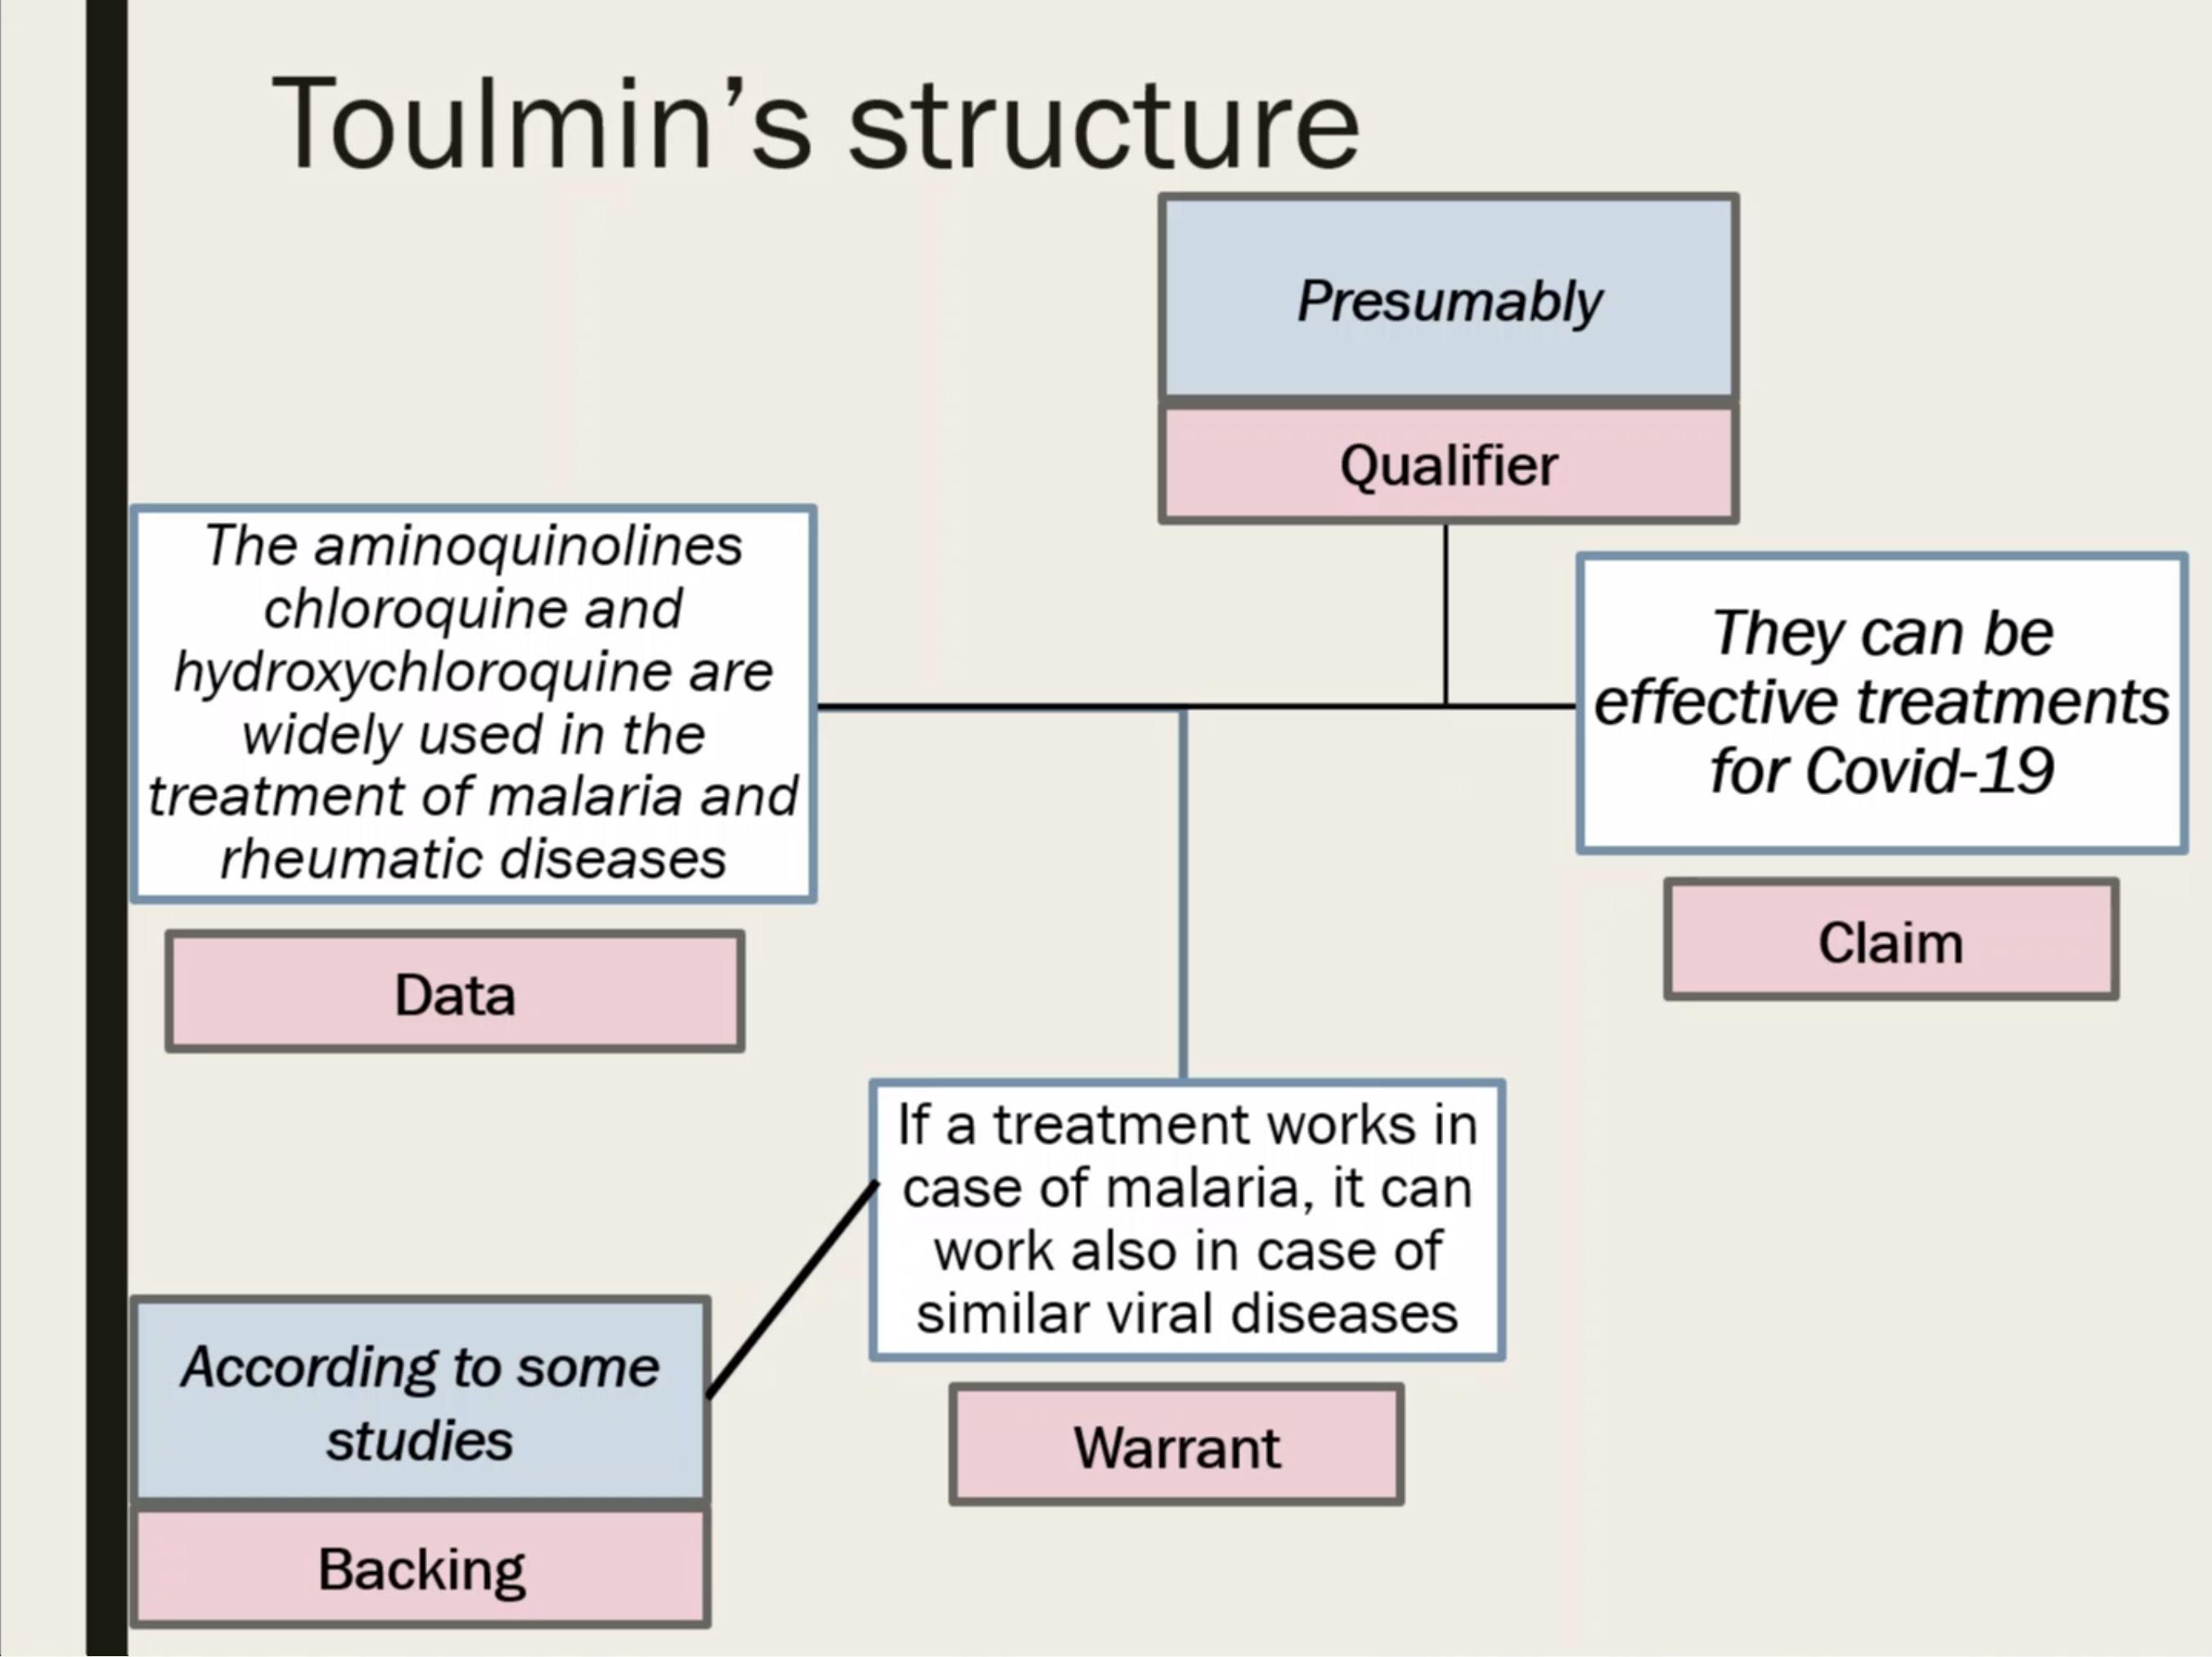 Toulmin’s structure
Presumably
Qualifier
The aminoquinolines
chloroquine and
hydroxychloroquine are
widely used in the
treatment of malaria and
rheumatic diseases
Data
They can be
effective treatments
for Covid-19
Claim
If a treatment works in
case of malaria, it can
work also in case of
similar viral diseases
Warrant
According to some
studies
Backing